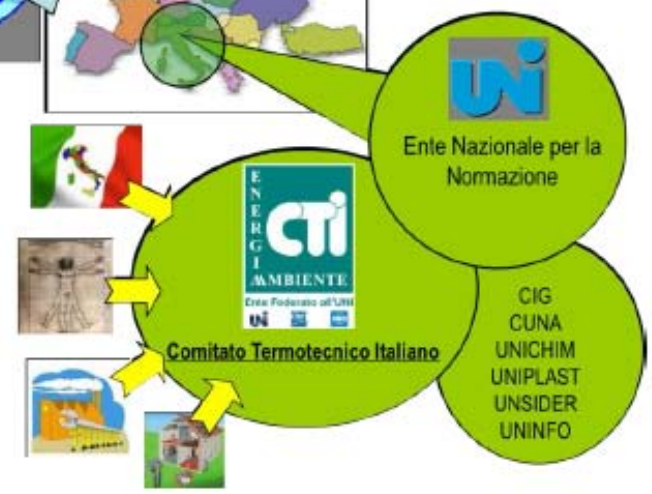 UNI
Ente Nazionale per la
Normazione
ENERGIA
CTI
AMBIENTE
Ente Federato all'UNI
UNI
Comitato Termotecnico Italiano
CIG
CUNA
UNICHIM
UNIPLAST
UNSIDER
UNINFO